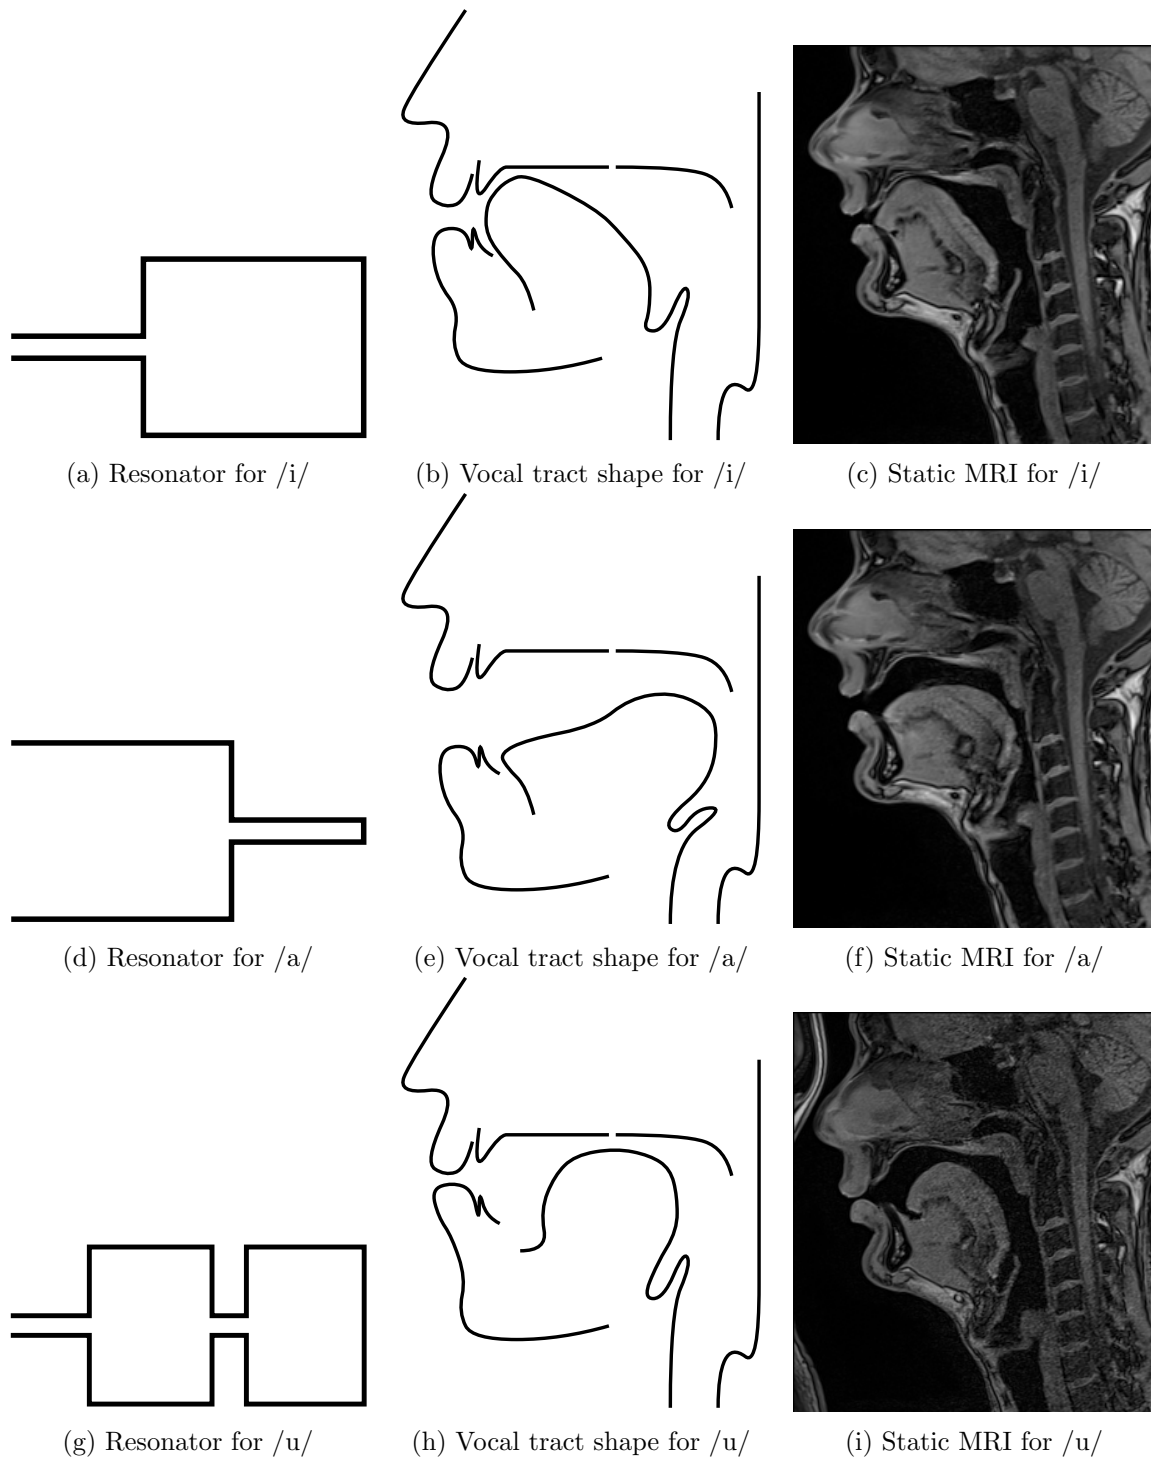 (a) Resonator for /i/
(b) Vocal tract shape for /i/
(c) Static MRI for /i/
(d) Resonator for /a/
(e) Vocal tract shape for /a/
(f) Static MRI for /a/
(g) Resonator for /u/
(h) Vocal tract shape for /u/
(i) Static MRI for /u/